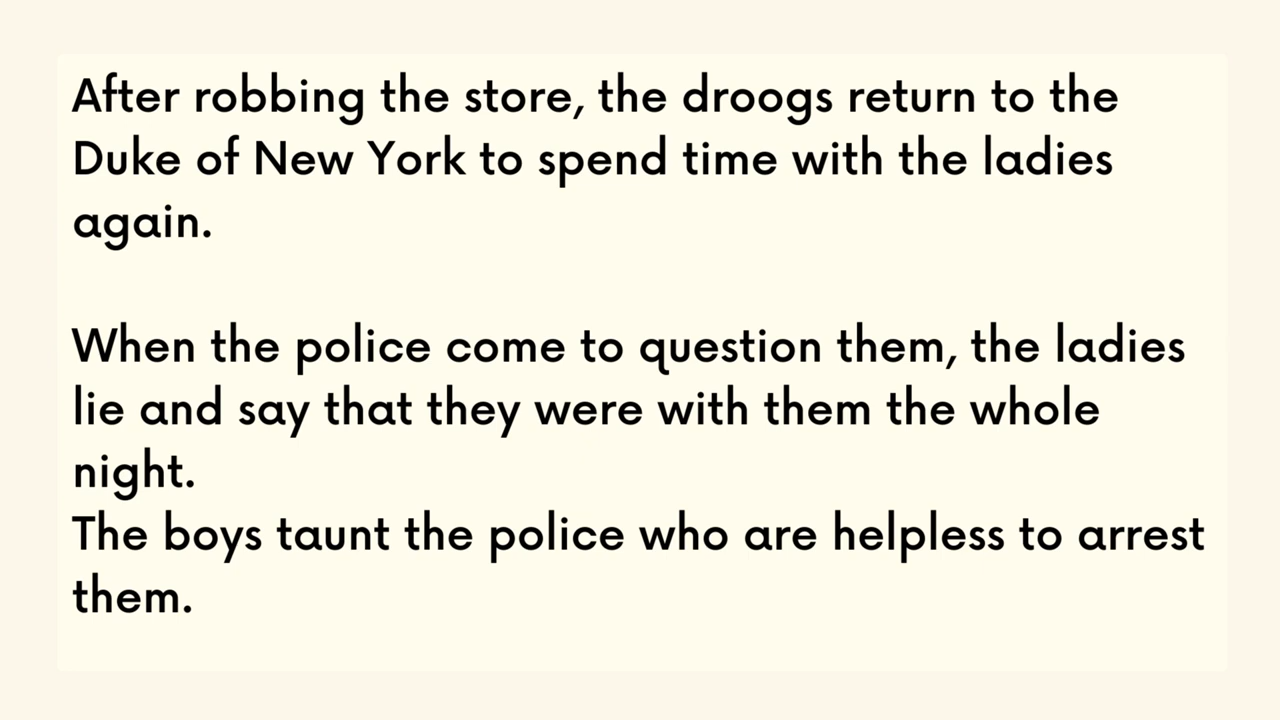 After robbing the store, the droogs return to the
Duke of New York to spend time with the ladies
again.
When the police come to question them, the ladies
lie and say that they were with them the whole
night.
The boys taunt the police who are helpless to arrest
them.